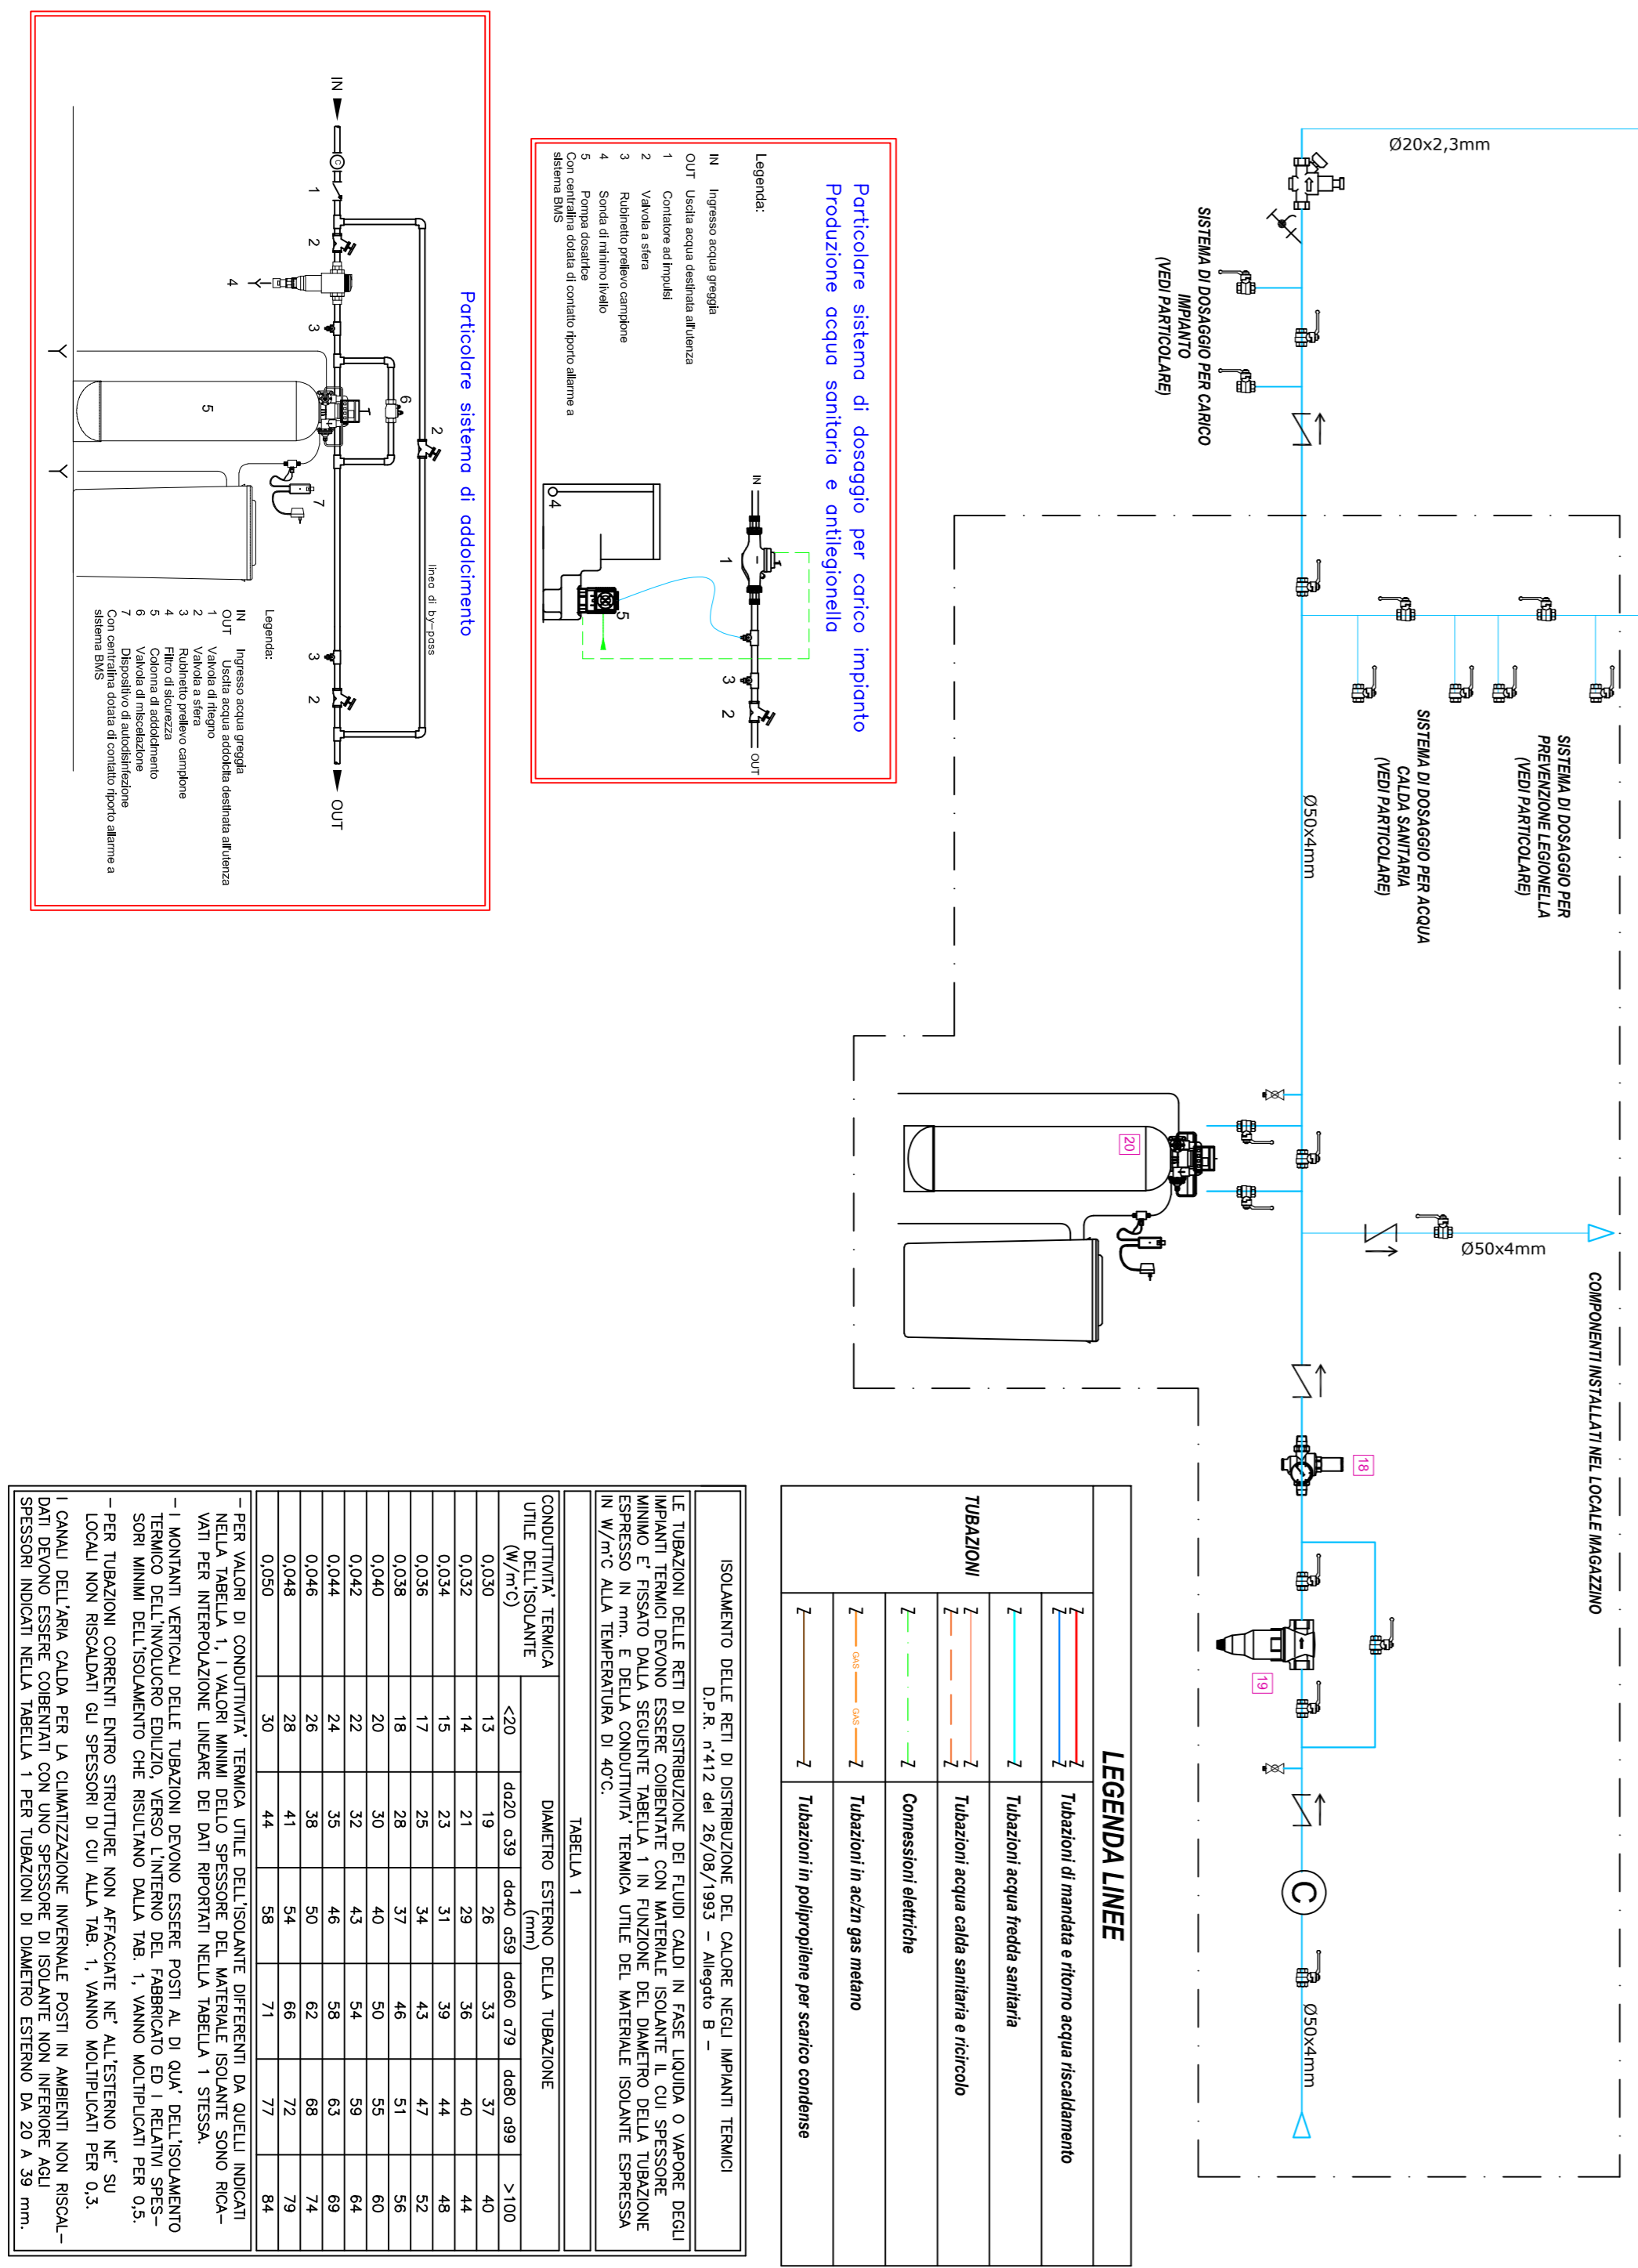 Ø20x2,3mm
SISTEMA DI DOSAGGIO PER CARICO
IMPIANTO
(VEDI PARTICOLARE)
SISTEMA DI DOSAGGIO PER
PREVENZIONE LEGIONELLA
(VEDI PARTICOLARE)
SISTEMA DI DOSAGGIO PER ACQUA
CALDA SANITARIA
(VEDI PARTICOLARE)
Ø50x4mm
20
Ø50x4mm
COMPONENTI INSTALLATI NEL LOCALE MAGAZZINO
18
19
C
Ø50x4mm
Particolare sistema di dosaggio per carico impianto
Produzione acqua sanitaria e antilegionella
Legenda:
IN Ingresso acqua greggia
OUT Uscita acqua destinata all'utenza
1 Contatore ad impulsi
2 Valvola a sfera
3 Rubinetto prelievo campione
4 Sonda di minimo livello
5 Pompa dosatrice
Con centralina dotata di contatto riporto allarme a
sistema BMS
IN
1
3
2
OUT
4
5
Particolare sistema di addolcimento
linea di by-pass
IN
C
1
2
4
3
5
6
2
7
3
2
OUT
Legenda:
IN Ingresso acqua greggia
OUT Uscita acqua addolcita destinata all'utenza
1 Valvola di ritegno
2 Valvola a sfera
3 Rubinetto prelievo campione
4 Filtro di sicurezza
5 Colonna di addolcimento
6 Valvola di miscelazione
7 Dispositivo di autodisinfezione
Con centralina dotata di contatto riporto allarme a
sistema BMS
LEGENDA LINEE
TUBAZIONI
Tubazioni di mandata e ritorno acqua riscaldamento
Tubazioni acqua fredda sanitaria
Tubazioni acqua calda sanitaria e ricircolo
Connessioni elettriche
GAS GAS Tubazioni in ac/zn gas metano
Tubazioni in polipropilene per scarico condense
ISOLAMENTO DELLE RETI DI DISTRIBUZIONE DEL CALORE NEGLI IMPIANTI TERMICI
D.P.R. n°412 del 26/08/1993 – Allegato B –
LE TUBAZIONI DELLE RETI DI DISTRIBUZIONE DEI FLUIDI CALDI IN FASE LIQUIDA O VAPORE DEGLI
IMPIANTI TERMICI DEVONO ESSERE COIBENTATE CON MATERIALE ISOLANTE IL CUI SPESSORE
MINIMO E' FISSATO DALLA SEGUENTE TABELLA 1 IN FUNZIONE DEL DIAMETRO DELLA TUBAZIONE
ESPRESSO IN mm. E DELLA CONDUTTIVITA' TERMICA UTILE DEL MATERIALE ISOLANTE ESPRESSA
IN W/m°C ALLA TEMPERATURA DI 40°C.
TABELLA 1
CONDUTTIVITA' TERMICA
UTILE DELL'ISOLANTE
(W/m°C)
DIAMETRO ESTERNO DELLA TUBAZIONE
(mm)
<20 da20 a39 da40 a59 da60 a79 da80 a99 >100
0,030 13 19 26 33 37 40
0,032 14 21 29 36 40 44
0,034 15 23 31 39 44 48
0,036 17 25 34 43 47 52
0,038 18 28 37 46 51 56
0,040 20 30 40 50 55 60
0,042 22 32 43 54 59 64
0,044 24 35 46 58 63 69
0,046 26 38 50 62 68 74
0,048 28 41 54 66 72 79
0,050 30 44 58 71 77 84
– PER VALORI DI CONDUTTIVITA' TERMICA UTILE DELL'ISOLANTE DIFFERENTI DA QUELLI INDICATI
NELLA TABELLA 1, I VALORI MINIMI DELLO SPESSORE DEL MATERIALE ISOLANTE SONO RICA–
VATI PER INTERPOLAZIONE LINEARE DEI DATI RIPORTATI NELLA TABELLA 1 STESSA.
– I MONTANTI VERTICALI DELLE TUBAZIONI DEVONO ESSERE POSTI AL DI QUA' DELL'ISOLAMENTO
TERMICO DELL'INVOLUCRO EDILIZIO, VERSO L'INTERNO DEL FABBRICATO ED I RELATIVI SPES–
SORI MINIMI DELL'ISOLAMENTO CHE RISULTANO DALLA TAB. 1, VANNO MOLTIPLICATI PER 0,5.
– PER TUBAZIONI CORRENTI ENTRO STRUTTURE NON AFFACCIATE NE' ALL'ESTERNO NE' SU
LOCALI NON RISCALDATI GLI SPESSORI DI CUI ALLA TAB. 1, VANNO MOLTIPLICATI PER 0,3.
I CANALI DELL'ARIA CALDA PER LA CLIMATIZZAZIONE INVERNALE POSTI IN AMBIENTI NON RISCAL–
DATI DEVONO ESSERE COIBENTATI CON UNO SPESSORE DI ISOLANTE NON INFERIORE AGLI
SPESSORI INDICATI NELLA TABELLA 1 PER TUBAZIONI DI DIAMETRO ESTERNO DA 20 A 39 mm.